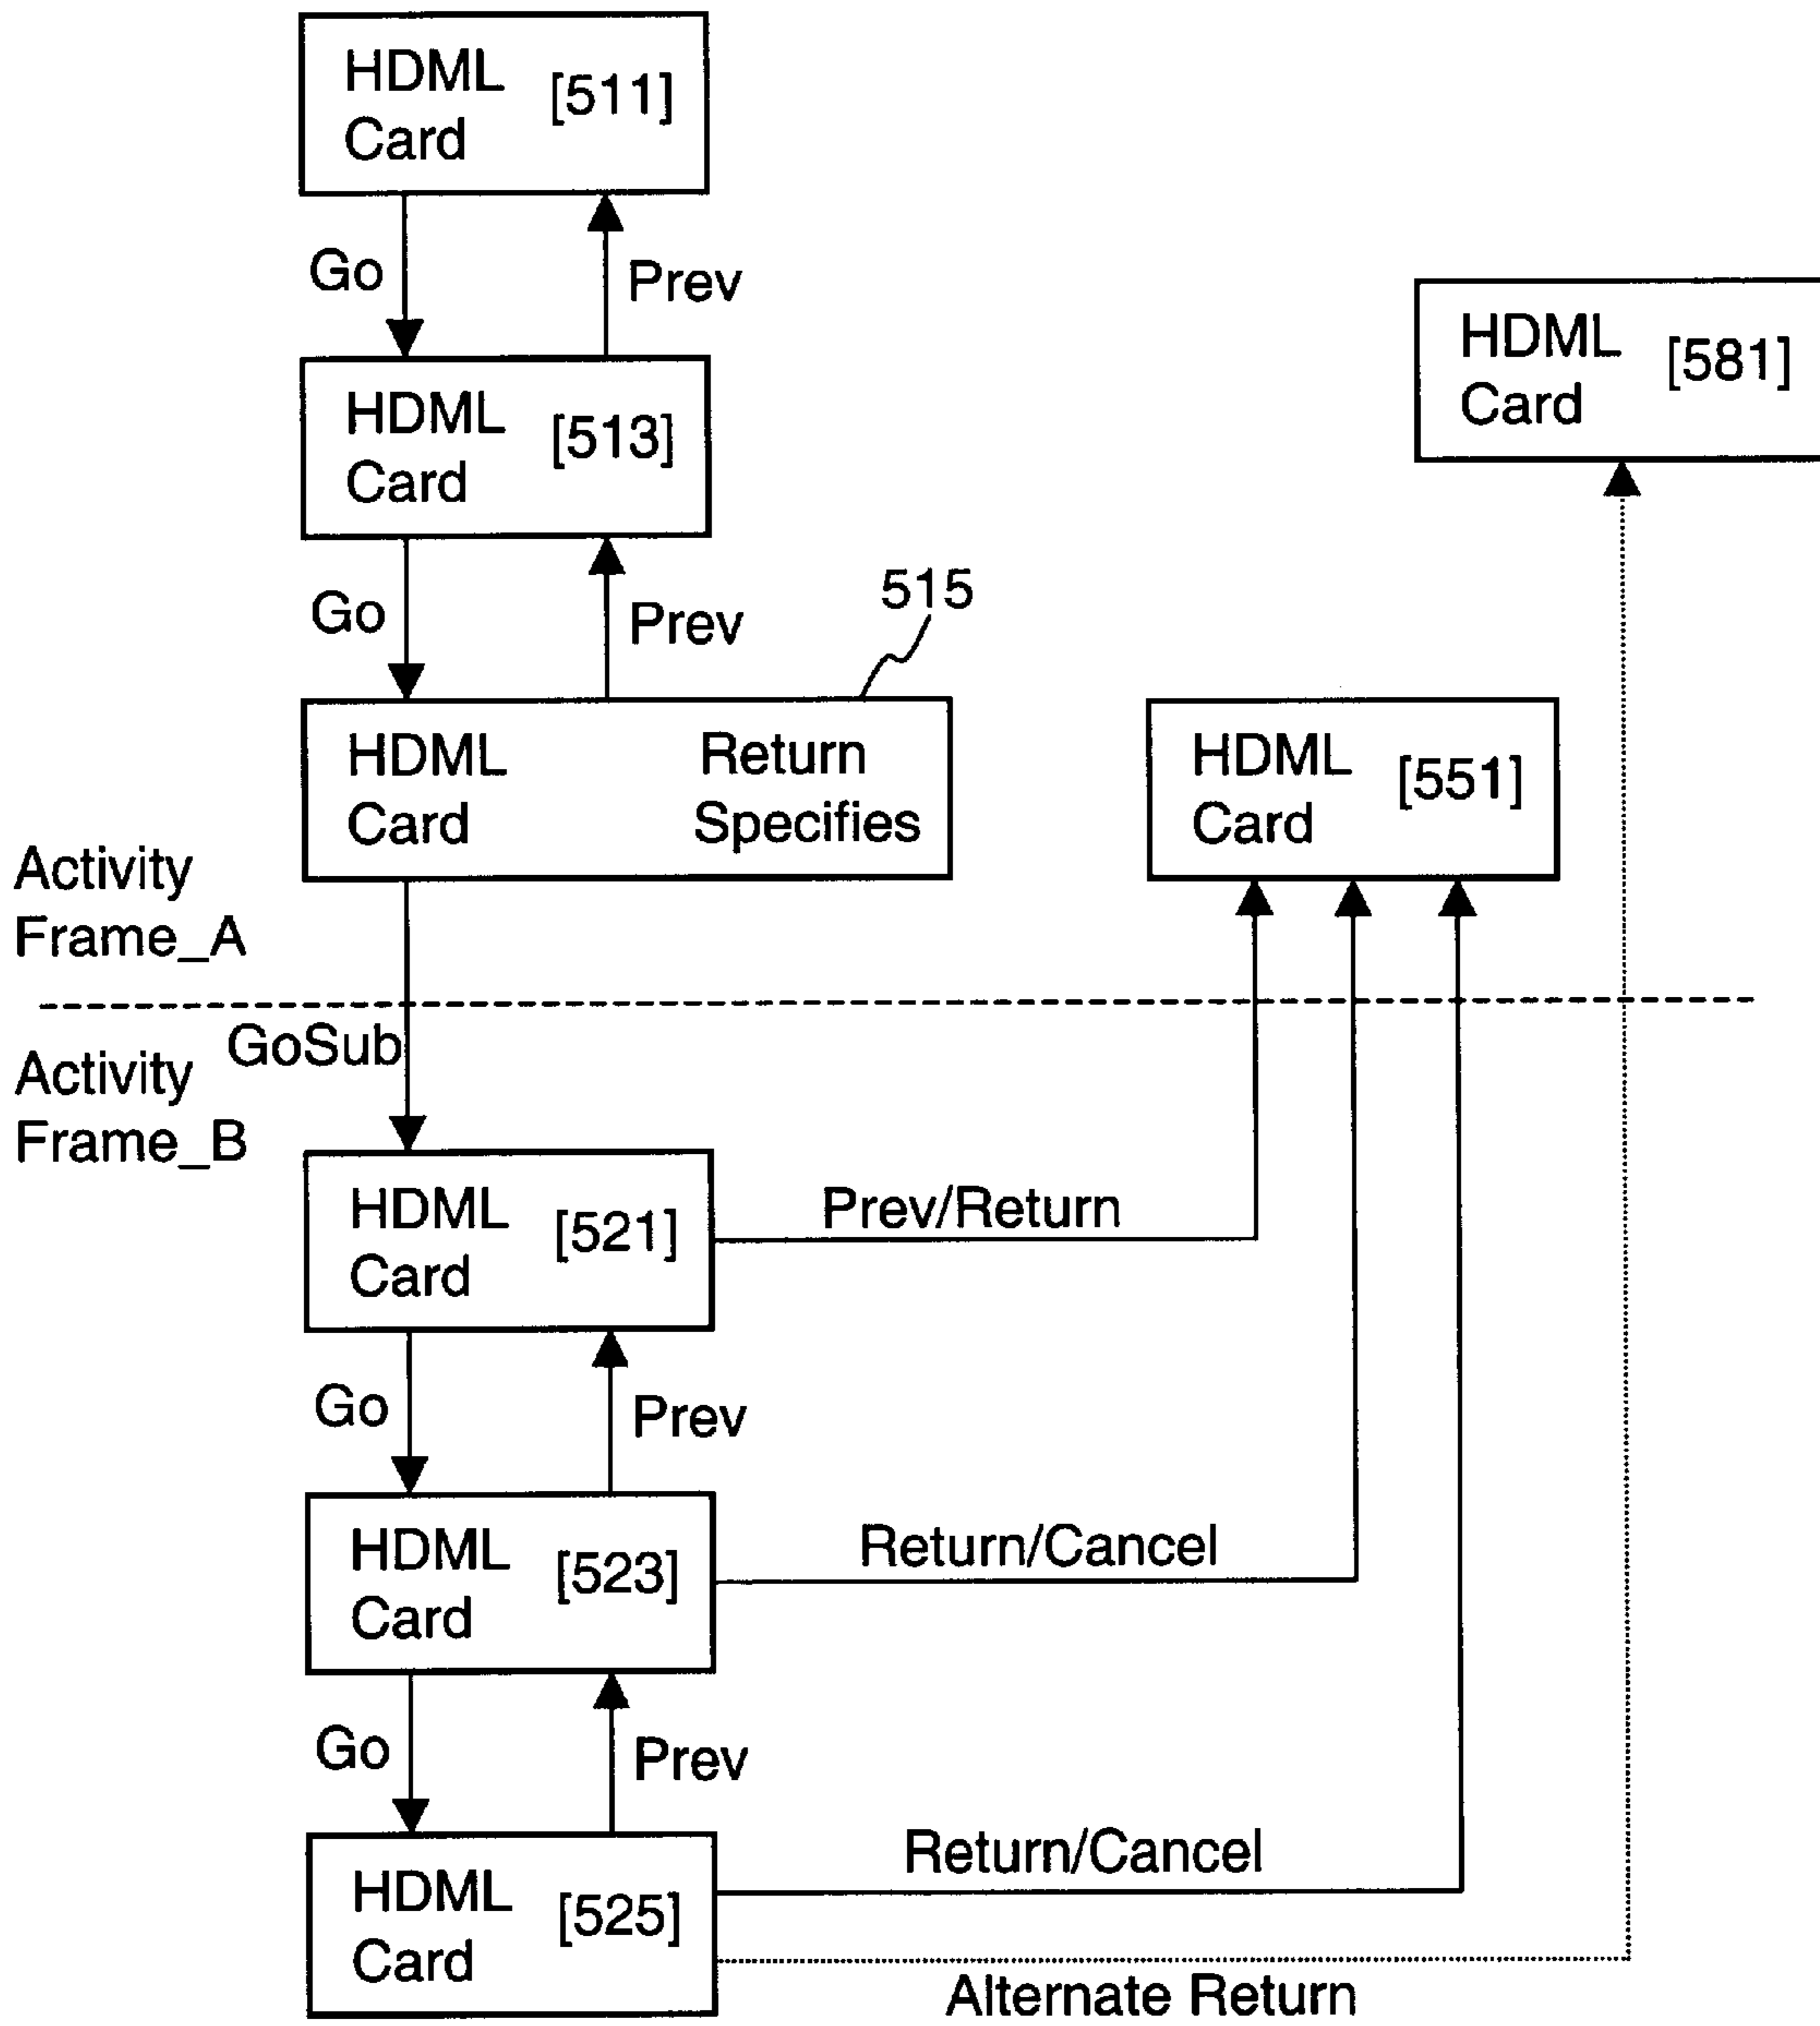 HDML
Card
[511]
Go
Prev
HDML
Card
[581]
HDML
Card
[513]
Go
Prev
515
HDML
Card
Return
Specifies
HDML
Card
[551]
Activity
Frame_A
GoSub
Activity
Frame_B
HDML
Card
[521]
Prev/Return
Go
Prev
HDML
Card
[523]
Return/Cancel
Go
Prev
HDML
Card
[525]
Return/Cancel
Alternate Return